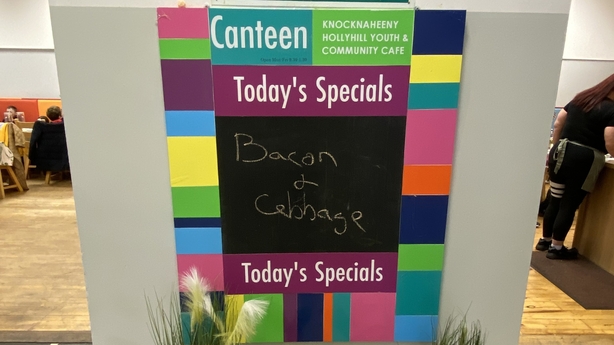 Canteen
KNOCKNAHEENY
HOLLYHILL YOUTH &
COMMUNITY CAFE
Today's Specials
Bacon
&
Cabbage
Today's Specials